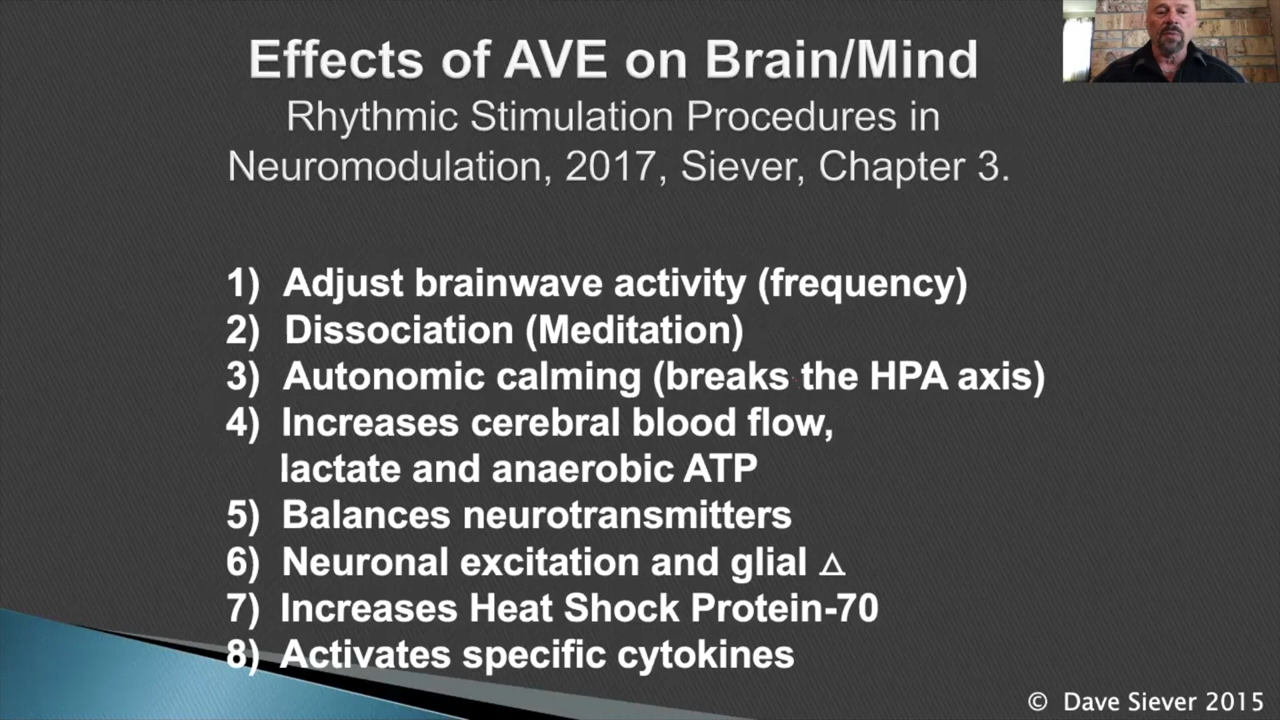 Effects of AVE on Brain/Mind
Rhythmic Stimulation Procedures in
Neuromodulation, 2017, Siever, Chapter 3.
1) Adjust brainwave activity (frequency)
2) Dissociation (Meditation)
3) Autonomic calming (breaks the HPA axis)
4) Increases cerebral blood flow,
lactate and anaerobic ATP
5) Balances neurotransmitters
6) Neuronal excitation and glial △
7) Increases Heat Shock Protein-70
8) Activates specific cytokines
© Dave Siever 2015